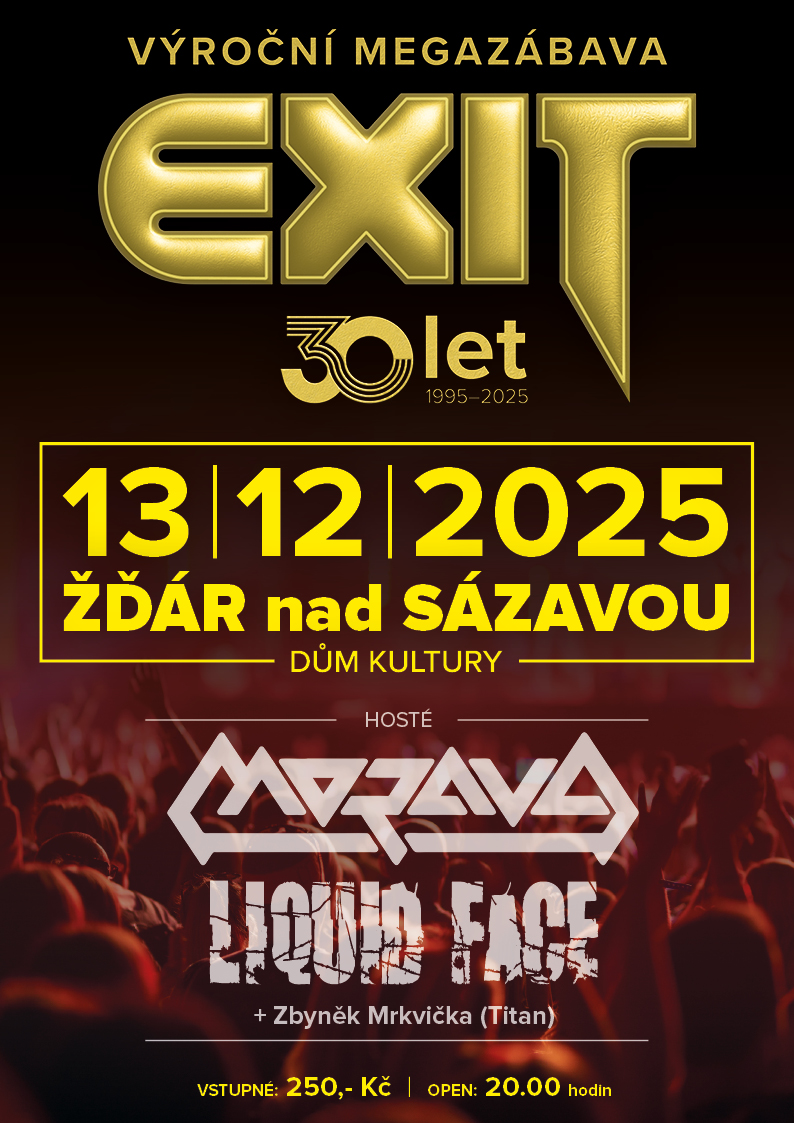 VÝROČNÍ MEGAZÁBAVA
EXIT
30 let
1995–2025
13 | 12 | 2025
ŽĎÁR nad SÁZAVOU
DŮM KULTURY
HOSTÉ
MORAVA
LIQUID FACE
+ Zbyněk Mrkvička (Titan)
VSTUPNÉ: 250,- Kč | OPEN: 20.00 hodin